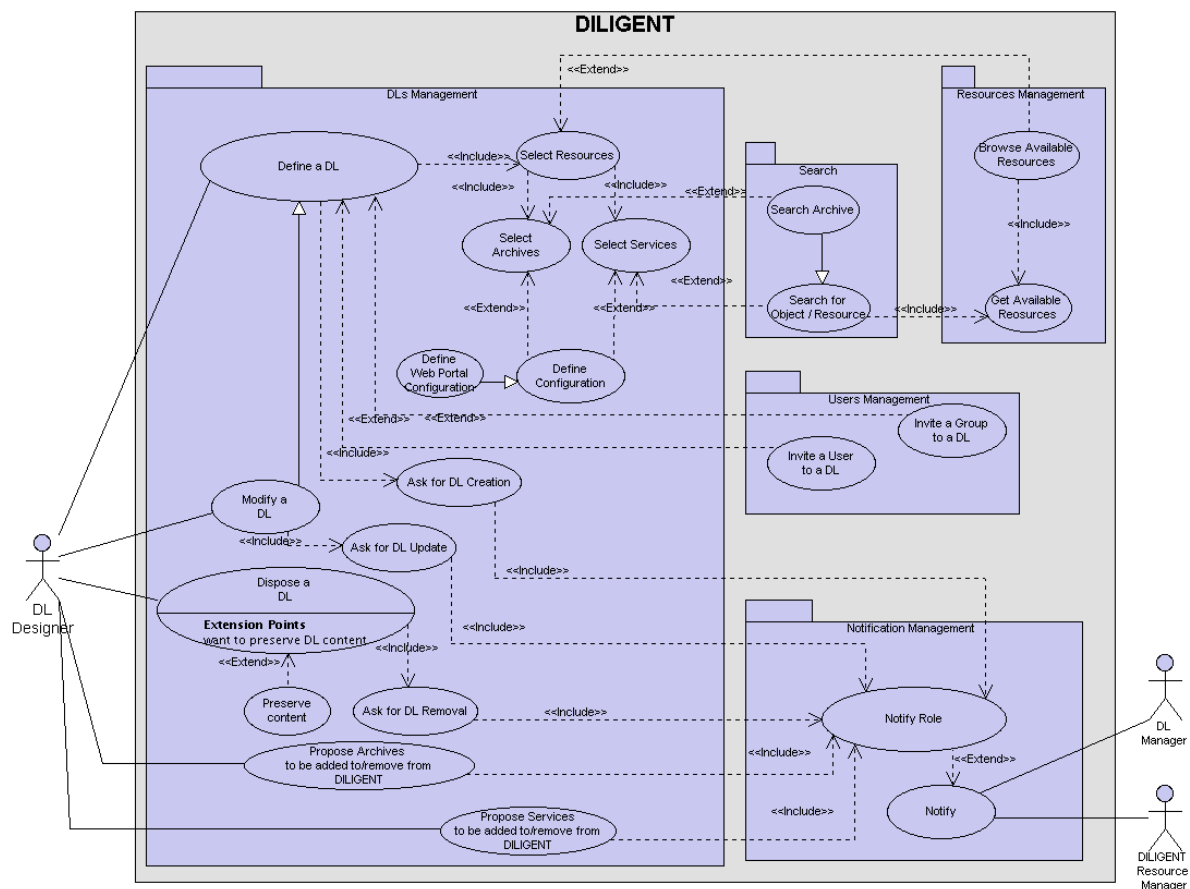 DILIGENT
<<Extend>>
DLs Management
Resources Management
Define a DL
<<Include>>
Select Resources
Browse Available
Resources
<<Include>>
<<Include>>
Search
<<Extend>>
Search Archive
<<Include>>
Select
Archives
Select Services
<<Extend>>
Search for
Object / Resource
<<Include>>
Get Available
Reosurces
<<Extend>>
<<Extend>>
Define
Web Portal
Configuration
Define
Configuration
Users Management
<<Extend>>
<<Extend>>
Invite a Group
to a DL
Invite a User
to a DL
<<Include>>
Ask for DL Creation
Modify a
DL
<<Include>>
Ask for DL Update
<<Include>>
DL
Designer
Dispose a
DL
Extension Points
want to preserve DL content
<<Include>>
<<Include>>
Notification Management
<<Extend>>
Preserve
content
Ask for DL Removal
<<Include>>
Notify Role
DL
Manager
Propose Archives
to be added to/remove from
DILIGENT
<<Include>>
<<Extend>>
Propose Services
to be added to/remove from
DILIGENT
<<Include>>
Notify
DILIGENT
Resource
Manager